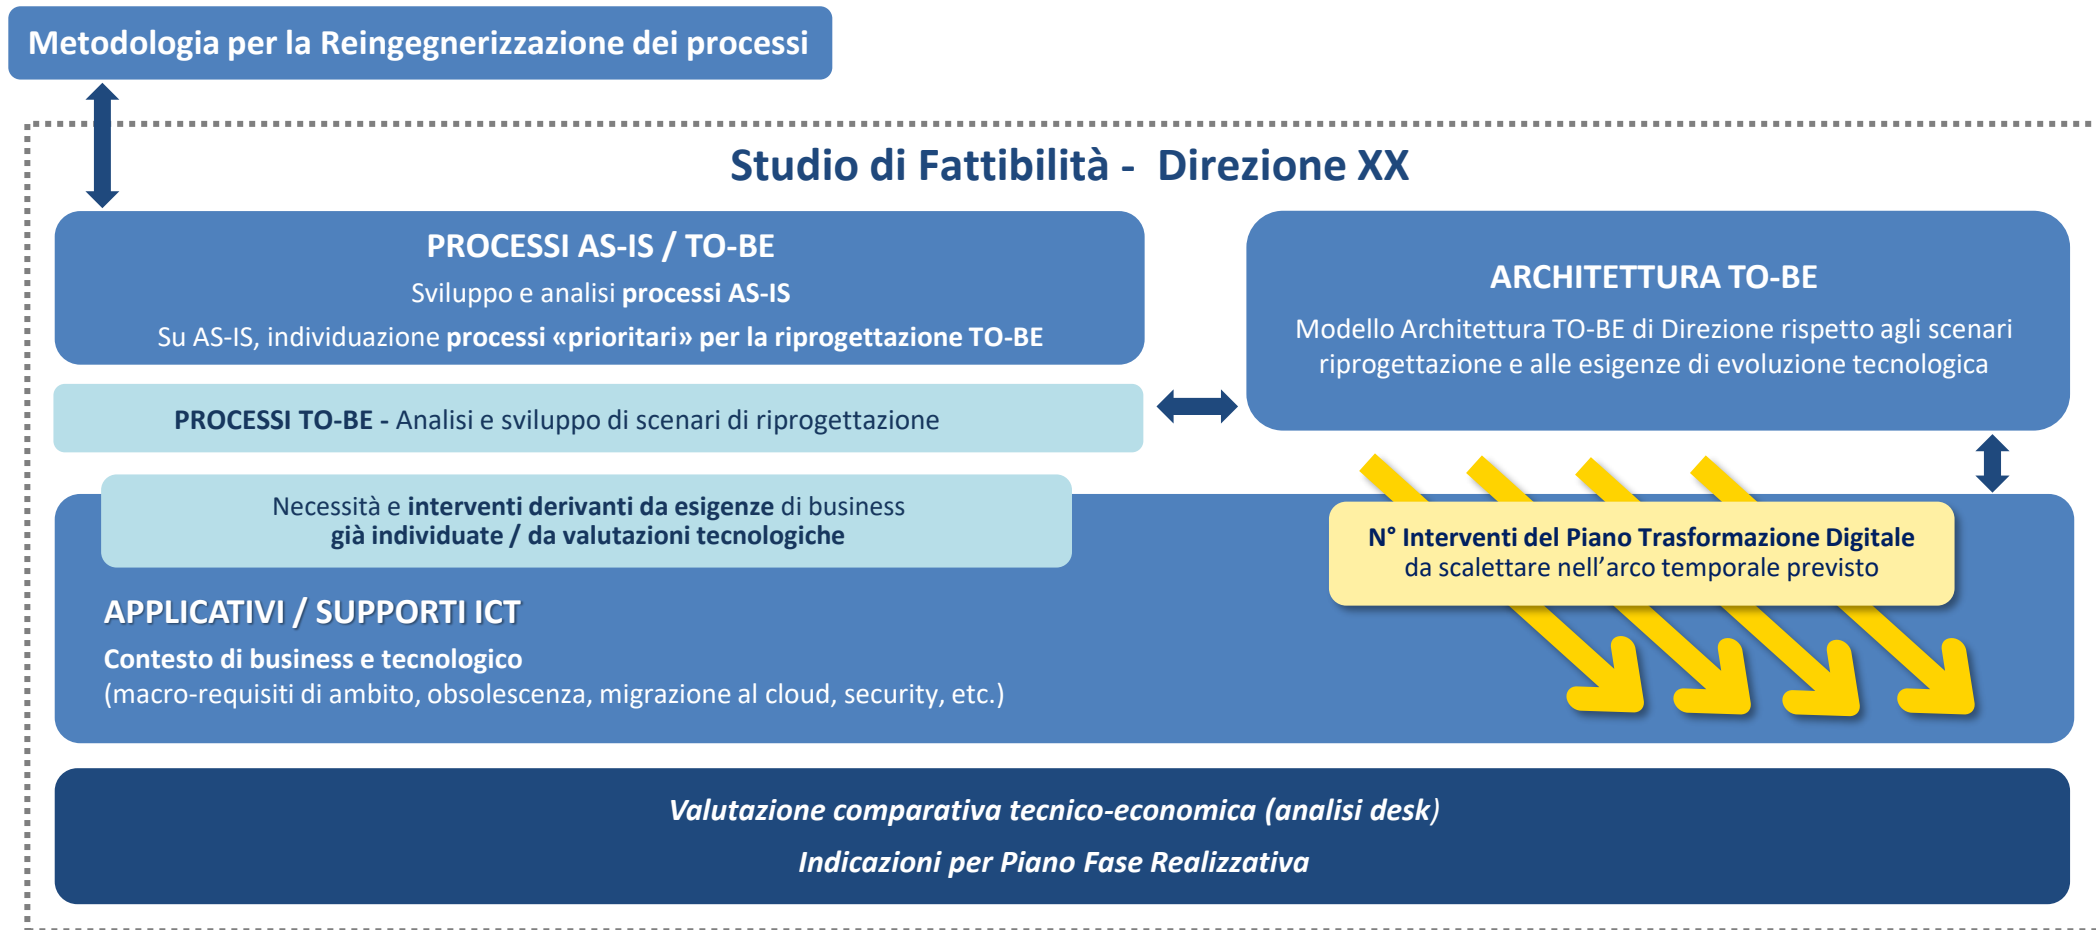 Metodologia per la Reingegnerizzazione dei processi
Studio di Fattibilità - Direzione XX
PROCESSI AS-IS / TO-BE
Sviluppo e analisi processi AS-IS
Su AS-IS, individuazione processi «prioritari» per la riprogettazione TO-BE
ARCHITETTURA TO-BE
Modello Architettura TO-BE di Direzione rispetto agli scenari
riprogettazione e alle esigenze di evoluzione tecnologica
PROCESSI TO-BE - Analisi e sviluppo di scenari di riprogettazione
Necessità e interventi derivanti da esigenze di business
già individuate / da valutazioni tecnologiche
N° Interventi del Piano Trasformazione Digitale
da scalettare nell’arco temporale previsto
APPLICATIVI / SUPPORTI ICT
Contesto di business e tecnologico
(macro-requisiti di ambito, obsolescenza, migrazione al cloud, security, etc.)
Valutazione comparativa tecnico-economica (analisi desk)
Indicazioni per Piano Fase Realizzativa